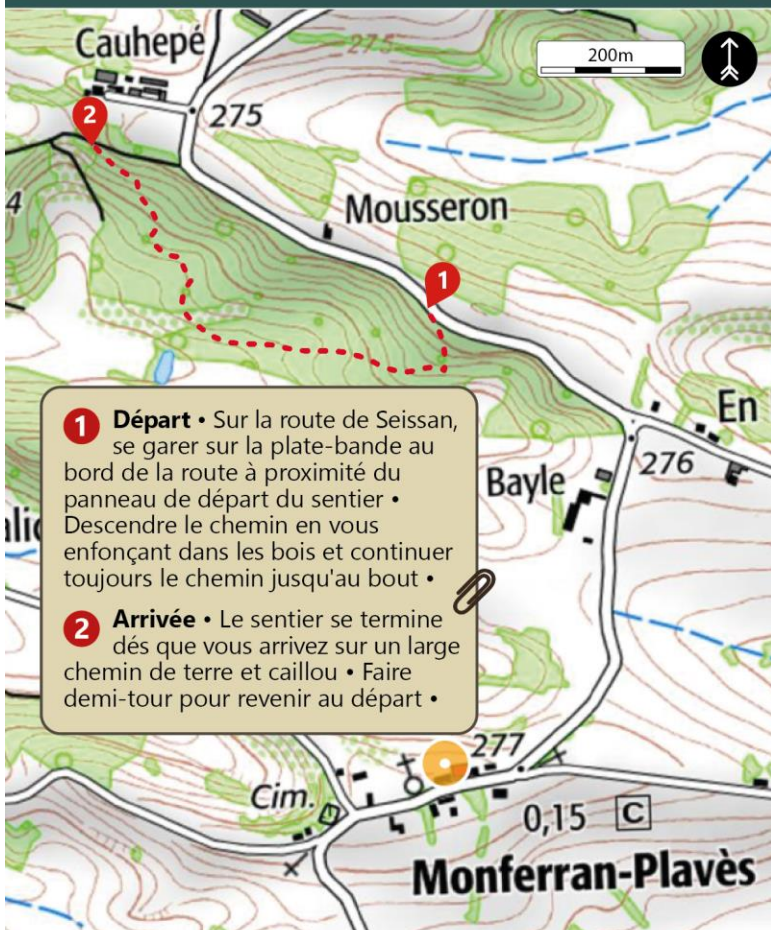 Cauhepé
275
200m
2
275
4
Mousseron
1
1 Départ • Sur la route de Seissan,
se garer sur la plate-bande au
bord de la route à proximité du
panneau de départ du sentier •
Descendre le chemin en vous
enfonçant dans les bois et continuer
toujours le chemin jusqu'au bout •
2 Arrivée • Le sentier se termine
dés que vous arrivez sur un large
chemin de terre et caillou • Faire
demi-tour pour revenir au départ •
En
276
Bayle
277
Cim.
0,15 C
Monferran-Plavès